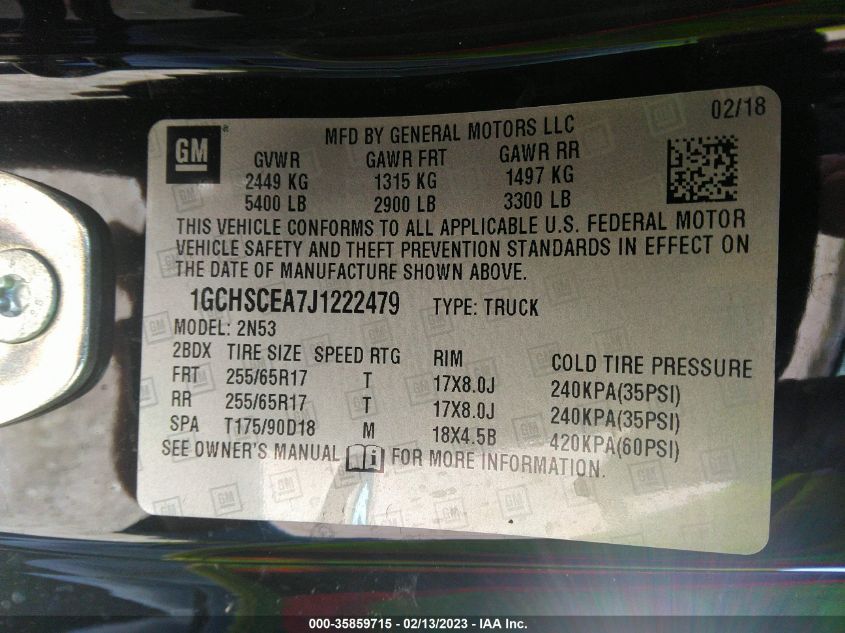 02/18
GM
MFD BY GENERAL MOTORS LLC
GVWR GAWR FRT GAWR RR
2449 KG 1315 KG 1497 KG
5400 LB 2900 LB 3300 LB
THIS VEHICLE CONFORMS TO ALL APPLICABLE U.S. FEDERAL MOTOR
VEHICLE SAFETY AND THEFT PREVENTION STANDARDS IN EFFECT ON
THE DATE OF MANUFACTURE SHOWN ABOVE.
1GCHSCEA7J1222479 TYPE: TRUCK
MODEL: 2N53
2BDX TIRE SIZE SPEED RTG RIM COLD TIRE PRESSURE
FRT 255/65R17 T 17X8.0J 240KPA(35PSI)
RR 255/65R17 T 17X8.0J 240KPA(35PSI)
SPA T175/90D18 M 18X4.5B 420KPA(60PSI)
SEE OWNER'S MANUAL i FOR MORE INFORMATION.
000-35859715 - 02/13/2023 - IAA Inc.